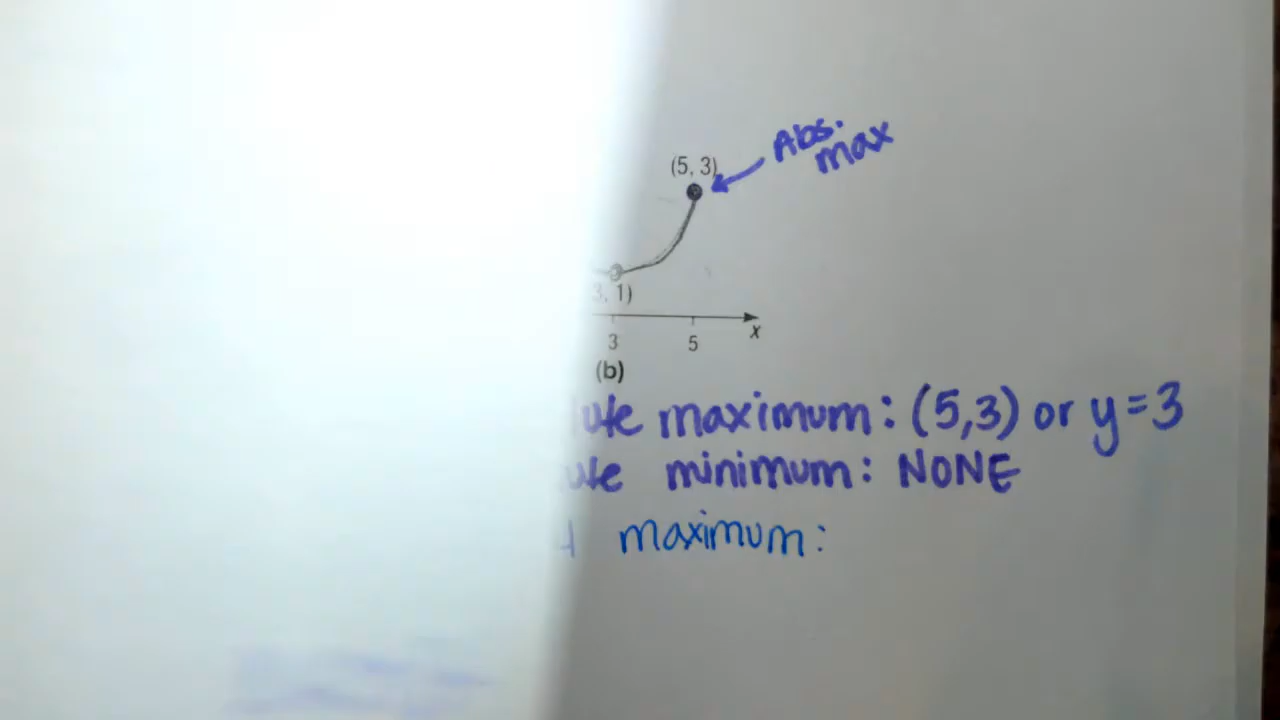 Abs.
max
(5, 3)
3, 1)
3
5
x
(b)
maximum: (5,3) or y=3
minimum: NONE
maximum: